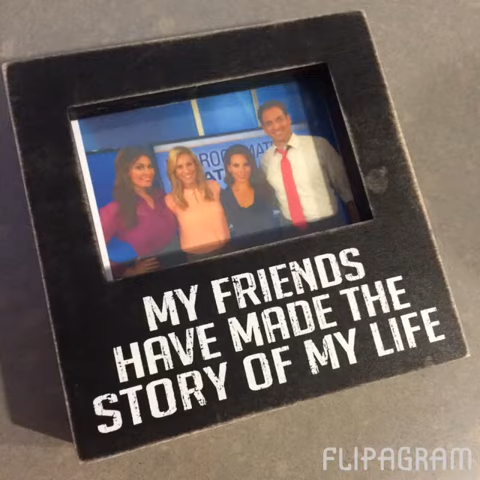 MY FRIENDS
HAVE MADE THE
STORY OF MY LIFE
FLIPAGRAM